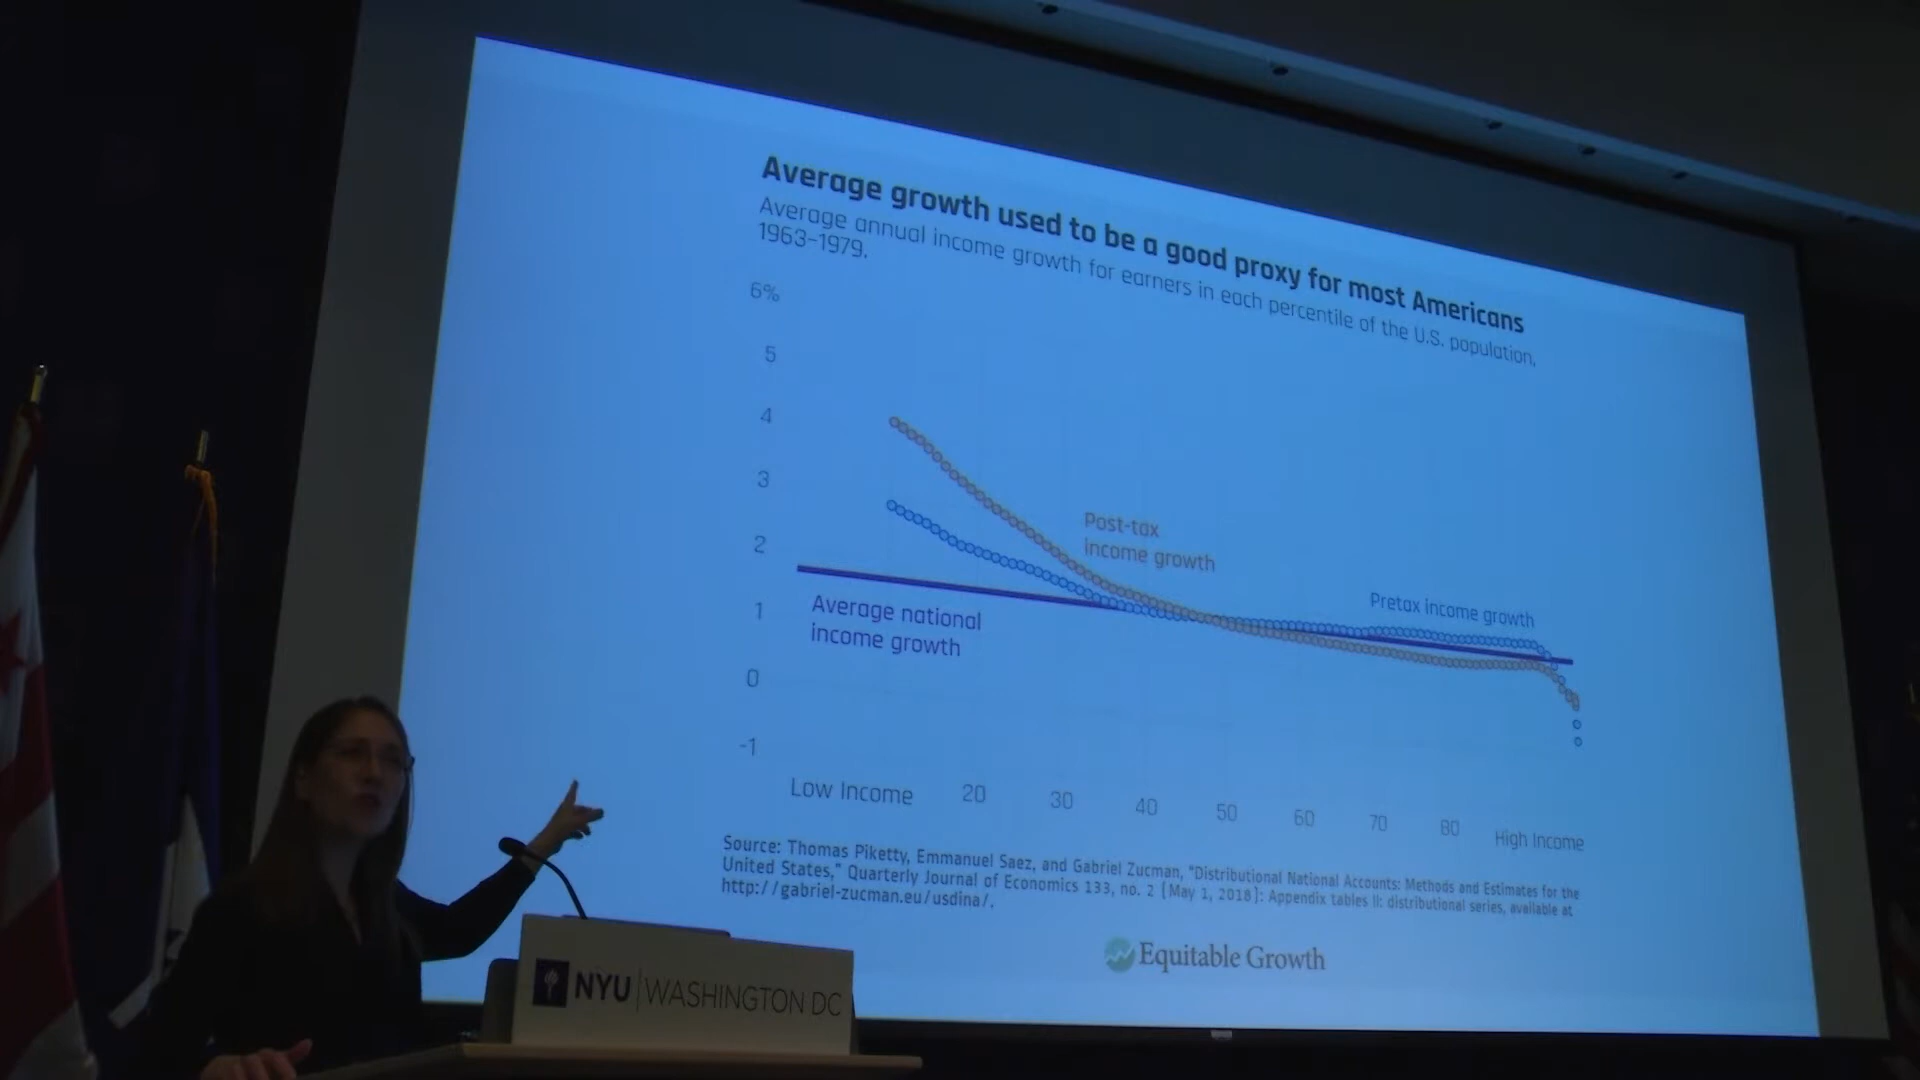 Average growth used to be a good proxy for most Americans
Average annual income growth for earners in each percentile of the U.S. population,
1963–1979.
6%
5
4
3
2
1
0
-1
Post-tax
income growth
Pretax income growth
Average national
income growth
Low Income 20 30 40 50 60 70 80 High Income
Source: Thomas Piketty, Emmanuel Saez, and Gabriel Zucman, "Distributional National Accounts: Methods and Estimates for the
United States," Quarterly Journal of Economics 133, no. 2 (May 1, 2018): Appendix tables II: distributional series, available at
http://gabriel-zucman.eu/usdina/.
Equitable Growth
NYU WASHINGTON DC